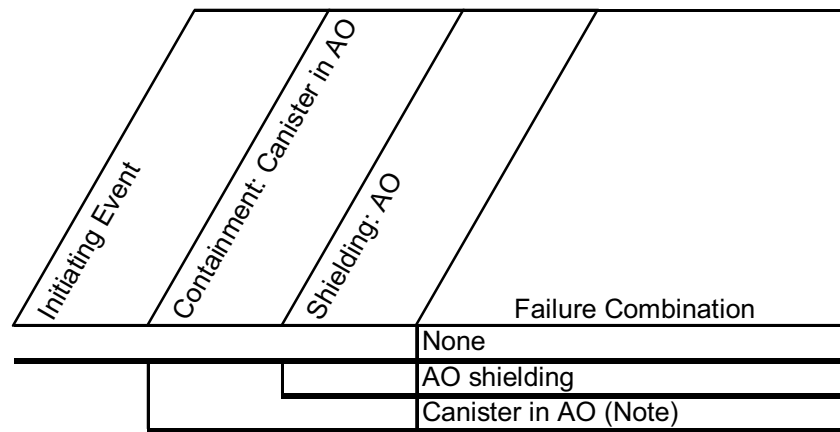 Initiating Event
Containment: Canister in AO
Shielding: AO
Failure Combination
None
AO shielding
Canister in AO (Note)